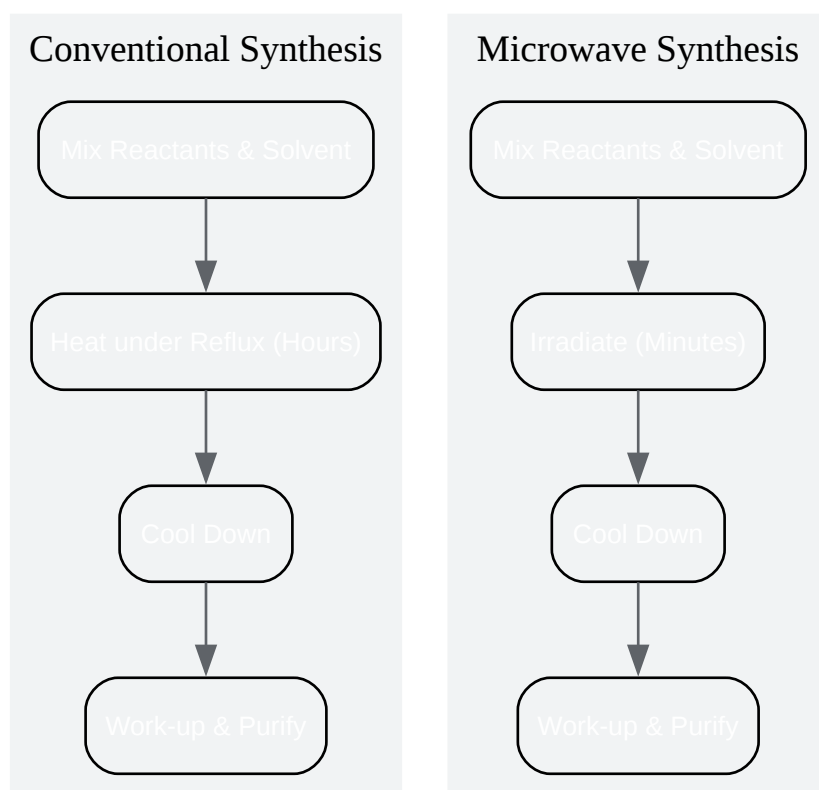 Conventional Synthesis
Mix Reactants & Solvent
Heat under Reflux (Hours)
Cool Down
Work-up & Purify
Microwave Synthesis
Mix Reactants & Solvent
Irradiate (Minutes)
Cool Down
Work-up & Purify